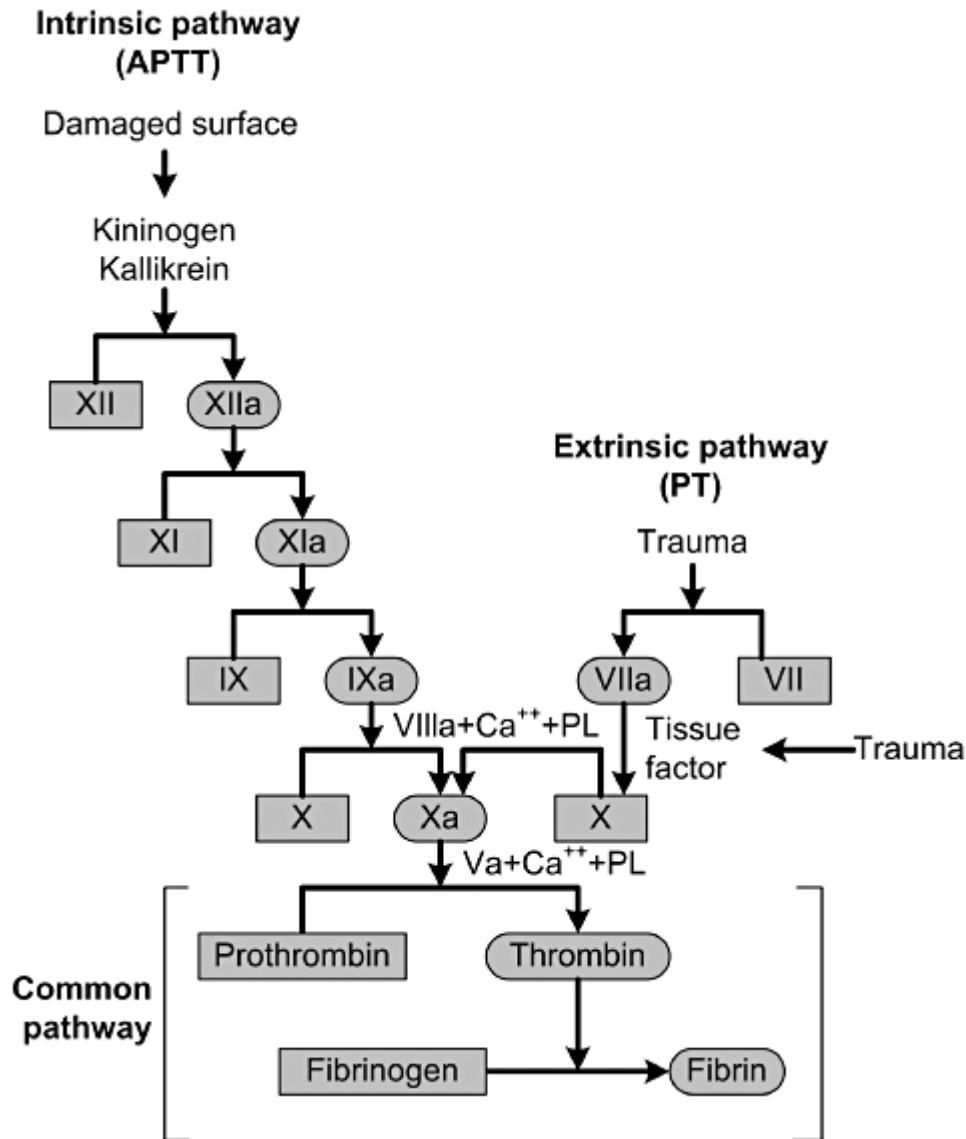 Intrinsic pathway
(APTT)
Damaged surface
Kininogen
Kallikrein
XII
XIIa
Extrinsic pathway
(PT)
XI
XIa
Trauma
IX
IXa
VIIa
VII
VIIIa+Ca⁺⁺+PL
Tissue
factor
Trauma
X
Xa
X
Va+Ca⁺⁺+PL
Prothrombin
Thrombin
Common
pathway
Fibrinogen
Fibrin